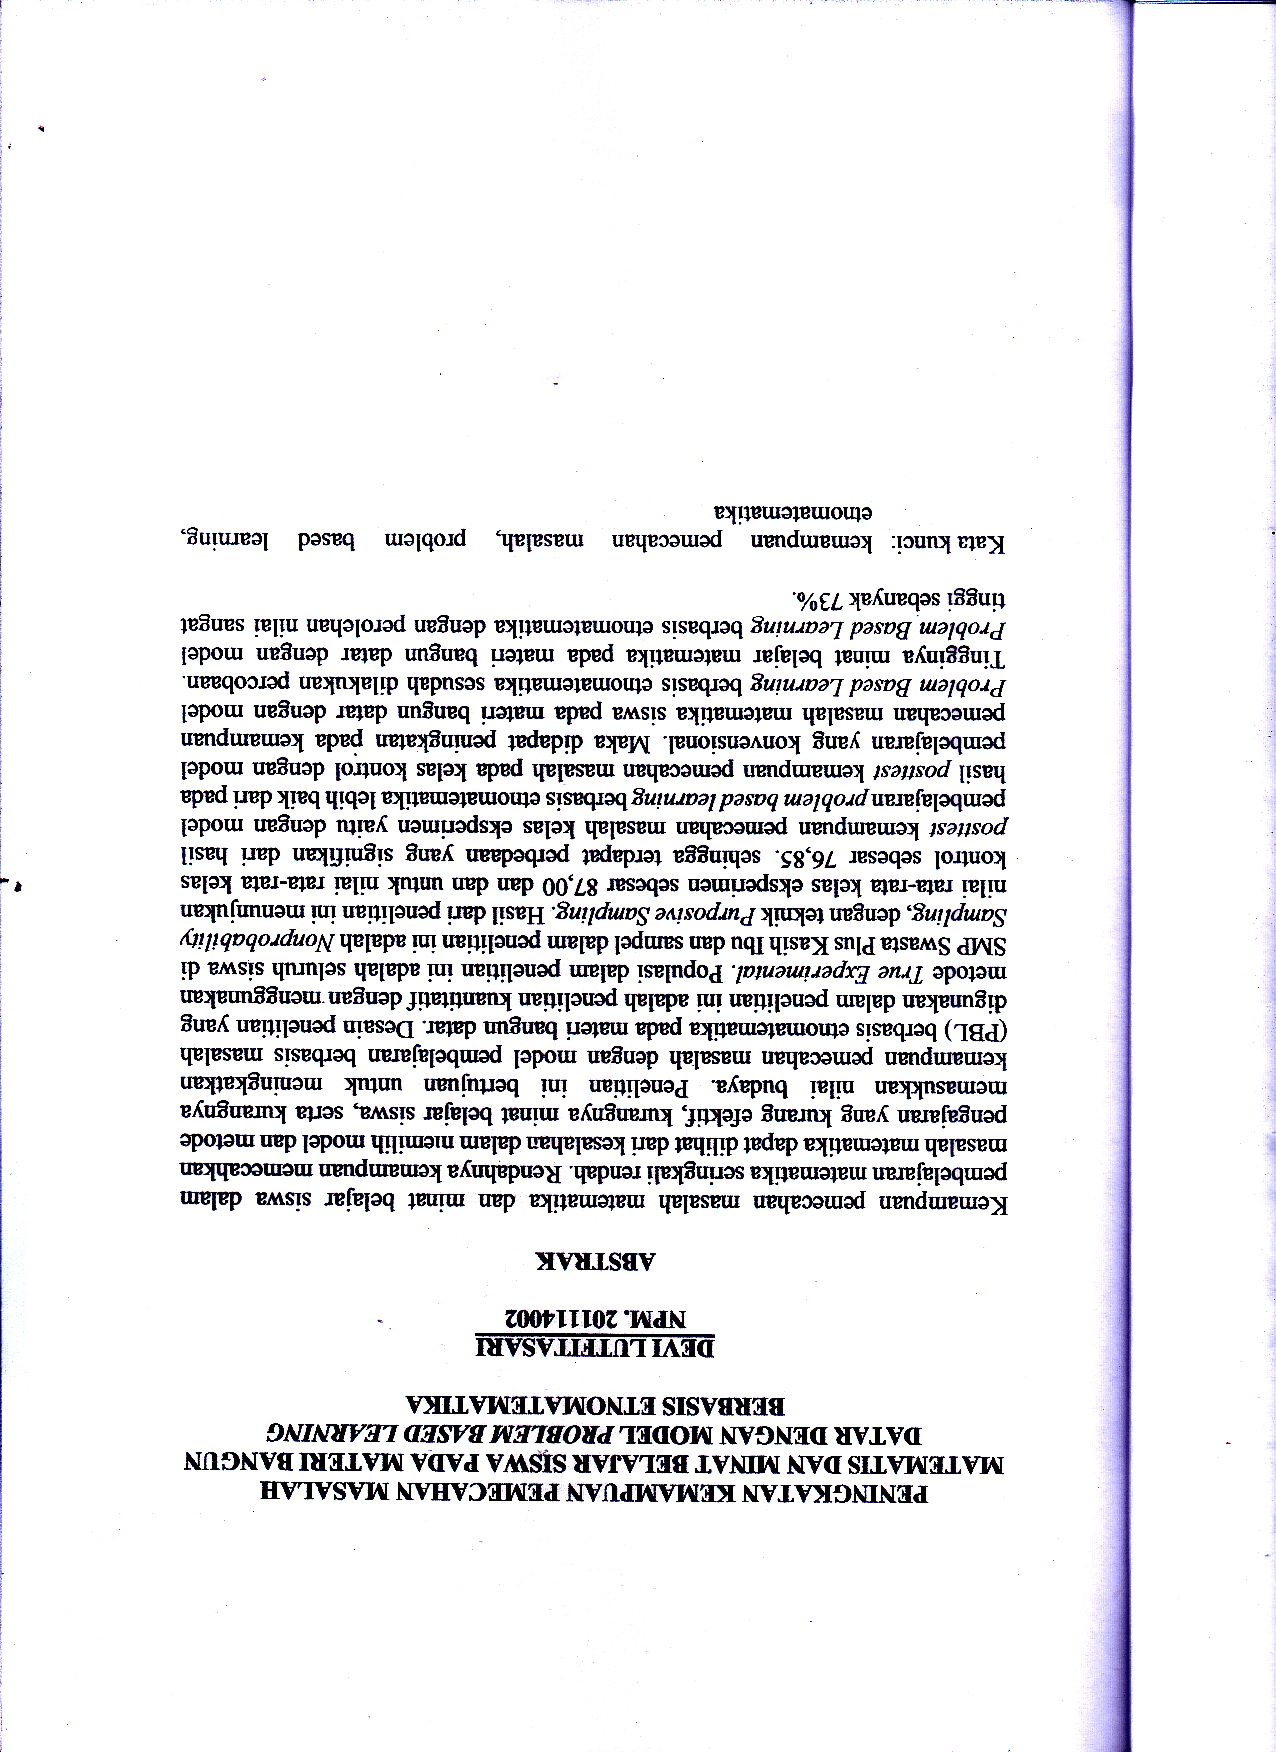 PENINGKATAN KEMAMPUAN PEMECAHAN MASALAH
MATEMATIS DAN MINAT BELAJAR SISWA PADA MATERI BANGUN
DATAR DENGAN MODEL PROBLEM BASED LEARNING
BERBASIS ETNOMATEMATIKA
DEVI LUTFITASARI
NPM. 201114002
ABSTRAK
Kemampuan pemecahan masalah matematika dan minat belajar siswa dalam
pembelajaran matematika seringkali rendah. Rendahnya kemampuan memecahkan
masalah matematika dapat dilihat dari kesalahan dalam memilih model dan metode
pengajaran yang kurang efektif, kurangnya minat belajar siswa, serta kurangnya
memasukkan nilai budaya. Penelitian ini bertujuan untuk meningkatkan
kemampuan pemecahan masalah dengan model pembelajaran berbasis masalah
(PBL) berbasis etnomatematika pada materi bangun datar. Desain penelitian yang
digunakan dalam penelitian ini adalah penelitian kuantitatif dengan menggunakan
metode True Experimental. Populasi dalam penelitian ini adalah seluruh siswa di
SMP Swasta Plus Kasih Ibu dan sampel dalam penelitian ini adalah Nonprobability
Sampling, dengan teknik Purposive Sampling. Hasil dari penelitian ini menunjukan
nilai rata-rata kelas eksperimen sebesar 87,00 dan dan untuk nilai rata-rata kelas
kontrol sebesar 76,85. sehingga terdapat perbedaan yang signifikan dari hasil
posttest kemampuan pemecahan masalah kelas eksperimen yaitu dengan model
pembelajaran problem based learning berbasis etnomatematika lebih baik dari pada
hasil posttest kemampuan pemecahan masalah pada kelas kontrol dengan model
pembelajaran yang konvensional. Maka didapat peningkatan pada kemampuan
pemecahan masalah matematika siswa pada materi bangun datar dengan model
Problem Based Learning berbasis etnomatematika sesudah dilakukan percobaan.
Tingginya minat belajar matematika pada materi bangun datar dengan model
Problem Based Learning berbasis etnomatematika dengan perolehan nilai sangat
tinggi sebanyak 73%.
Kata kunci: kemampuan pemecahan masalah, problem based learning,
etnomatematika